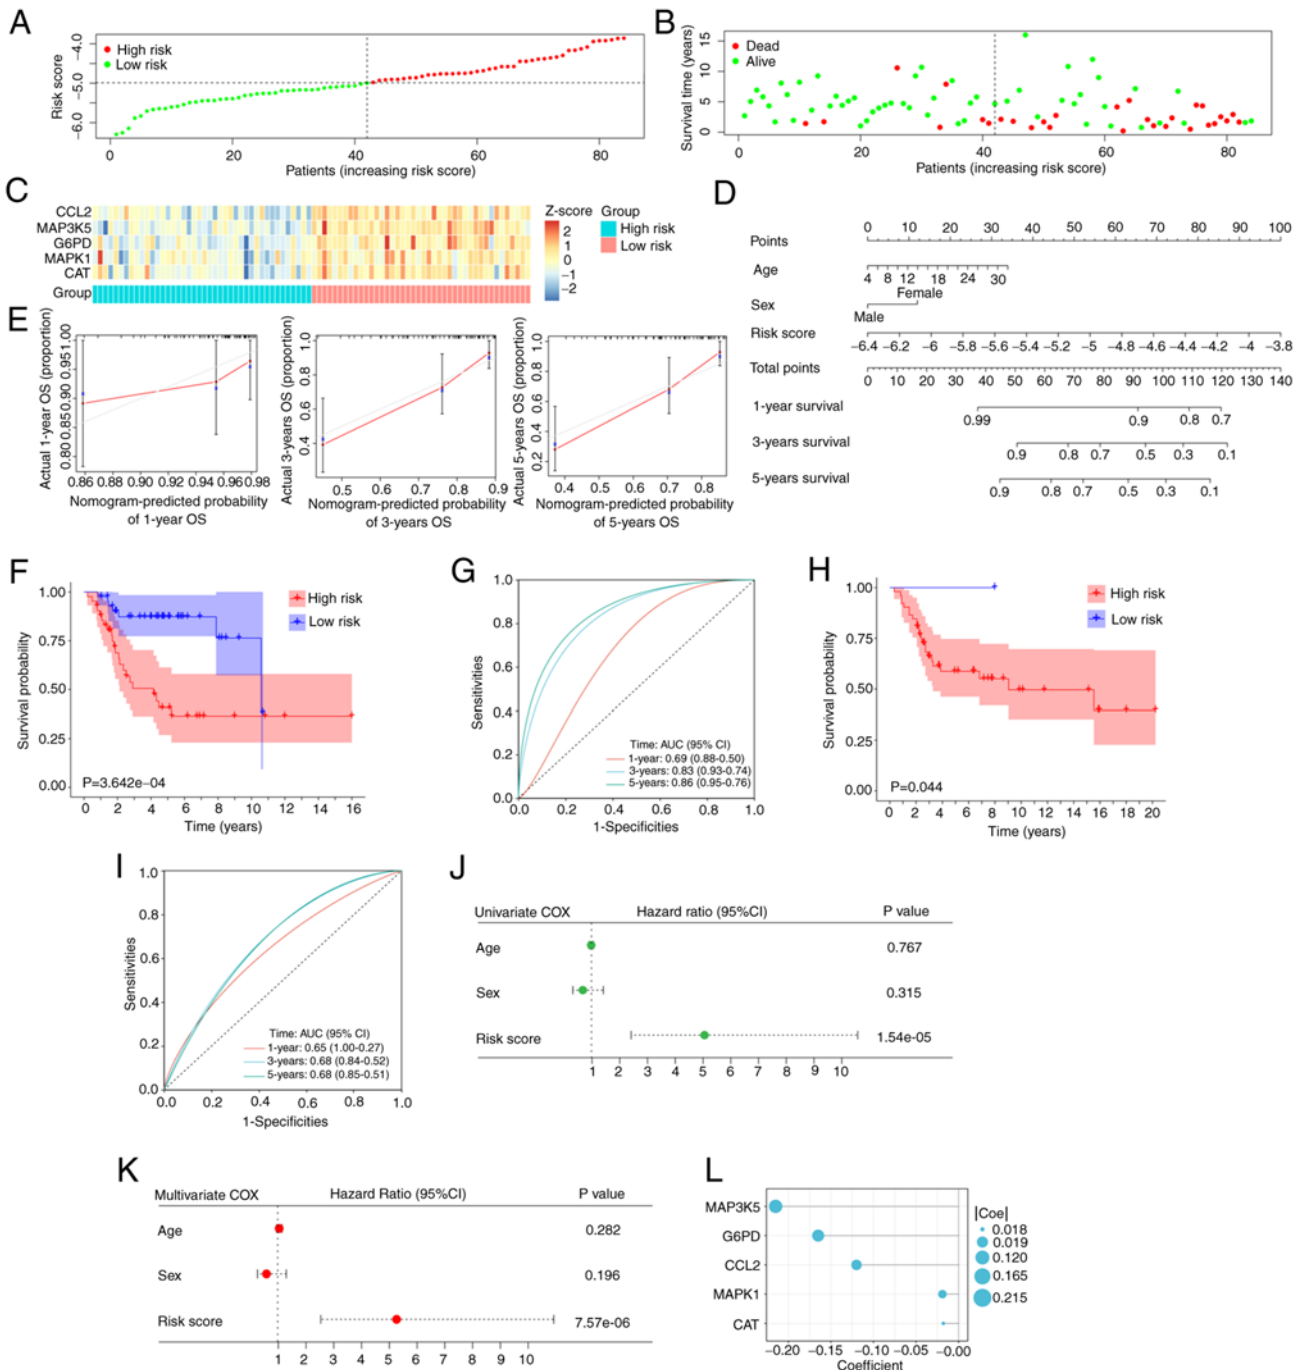 A
Risk score
-4.0
-5.0
-6.0
High risk
Low risk
0 20 40 60 80
Patients (increasing risk score)
B
Survival time (years)
15
10
5
0
Dead
Alive
0 20 40 60 80
Patients (increasing risk score)
C
CCL2
MAP3K5
G6PD
MAPK1
CAT
Group
Z-score
2
1
0
−1
−2
Group
High risk
Low risk
D
Points
0 10 20 30 40 50 60 70 80 90 100
Age
4 8 12 18 24 30
Sex
Female
Male
Risk score
−6.4 −6.2 −6 −5.8 −5.6 −5.4 −5.2 −5 −4.8 −4.6 −4.4 −4.2 −4 −3.8
Total points
0 10 20 30 40 50 60 70 80 90 100 110 120 130 140
1-year survival
0.99 0.9 0.8 0.7
3-years survival
0.9 0.8 0.7 0.5 0.3 0.1
5-years survival
0.9 0.8 0.7 0.5 0.3 0.1
E
Actual 1-year OS (proportion)
1.00
0.95
0.90
0.85
0.80
0.86 0.88 0.90 0.92 0.94 0.96 0.98
Nomogram-predicted probability
of 1-year OS
Actual 3-years OS (proportion)
1.0
0.8
0.6
0.4
0.5 0.6 0.7 0.8 0.9
Nomogram-predicted probability
of 3-years OS
Actual 5-years OS (proportion)
1.0
0.8
0.6
0.4
0.2
0.4 0.5 0.6 0.7 0.8
Nomogram-predicted probability
of 5-years OS
F
Survival probability
1.00
0.75
0.50
0.25
0.00
High risk
Low risk
P=3.642e−04
0 2 4 6 8 10 12 14 16
Time (years)
G
Sensitivities
1.0
0.8
0.6
0.4
0.2
0.0
Time: AUC (95% CI)
1-year: 0.69 (0.88-0.50)
3-years: 0.83 (0.93-0.74)
5-years: 0.86 (0.95-0.76)
0.0 0.2 0.4 0.6 0.8 1.0
1-Specificities
H
Survival probability
1.00
0.75
0.50
0.25
0.00
High risk
Low risk
P=0.044
0 2 4 6 8 10 12 14 16 18 20
Time (years)
I
Sensitivities
1.0
0.8
0.6
0.4
0.2
0.0
Time: AUC (95% CI)
1-year: 0.65 (1.00-0.27)
3-years: 0.68 (0.84-0.52)
5-years: 0.68 (0.85-0.51)
0.0 0.2 0.4 0.6 0.8 1.0
1-Specificities
J
Univariate COX Hazard ratio (95%CI) P value
Age 0.767
Sex 0.315
Risk score 1.54e-05
1 2 3 4 5 6 7 8 9 10
K
Multivariate COX Hazard Ratio (95%CI) P value
Age 0.282
Sex 0.196
Risk score 7.57e-06
1 2 3 4 5 6 7 8 9 10
L
MAP3K5
G6PD
CCL2
MAPK1
CAT
|Coe|
0.018
0.019
0.120
0.165
0.215
−0.20 −0.15 −0.10 −0.05 −0.00
Coefficient